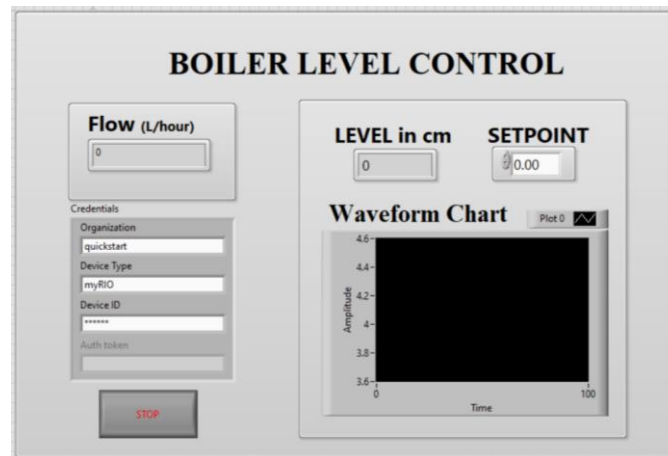 BOILER LEVEL CONTROL
Flow (L/hour)
0
Credentials
Organization
quickstart
Device Type
myRIO
Device ID
******
Auth token
STOP
LEVEL in cm
0
SETPOINT
0.00
Waveform Chart
Plot 0
4.6
4.4
4.2
4
3.8
3.6
Amplitude
0
100
Time